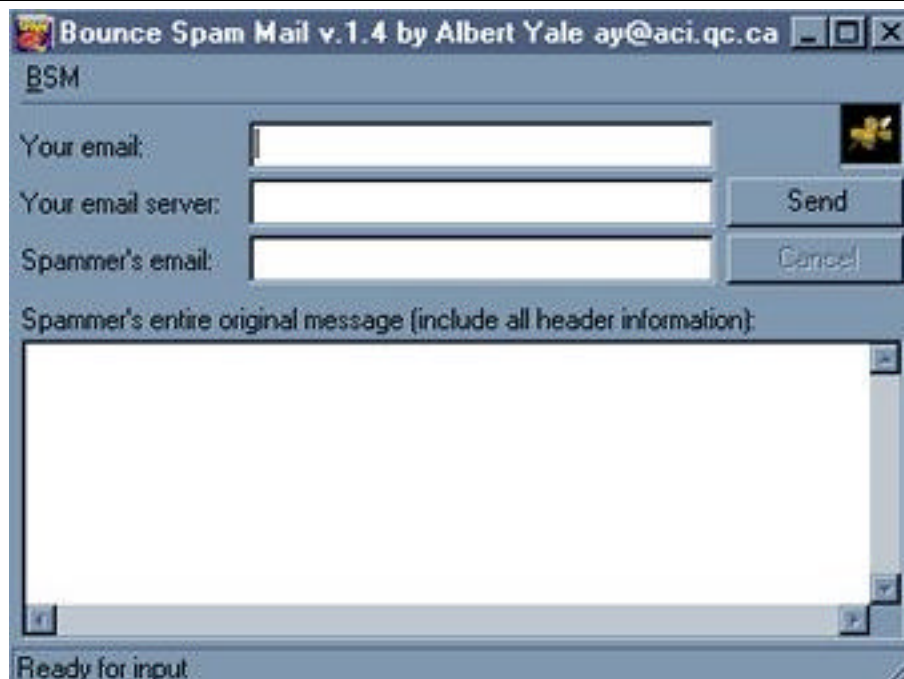 Bounce Spam Mail v.1.4 by Albert Yale ay@aci.qc.ca
BSM
Your email:
Your email server:
Send
Spammer's email:
Cancel
Spammer's entire original message (include all header information):
Ready for input